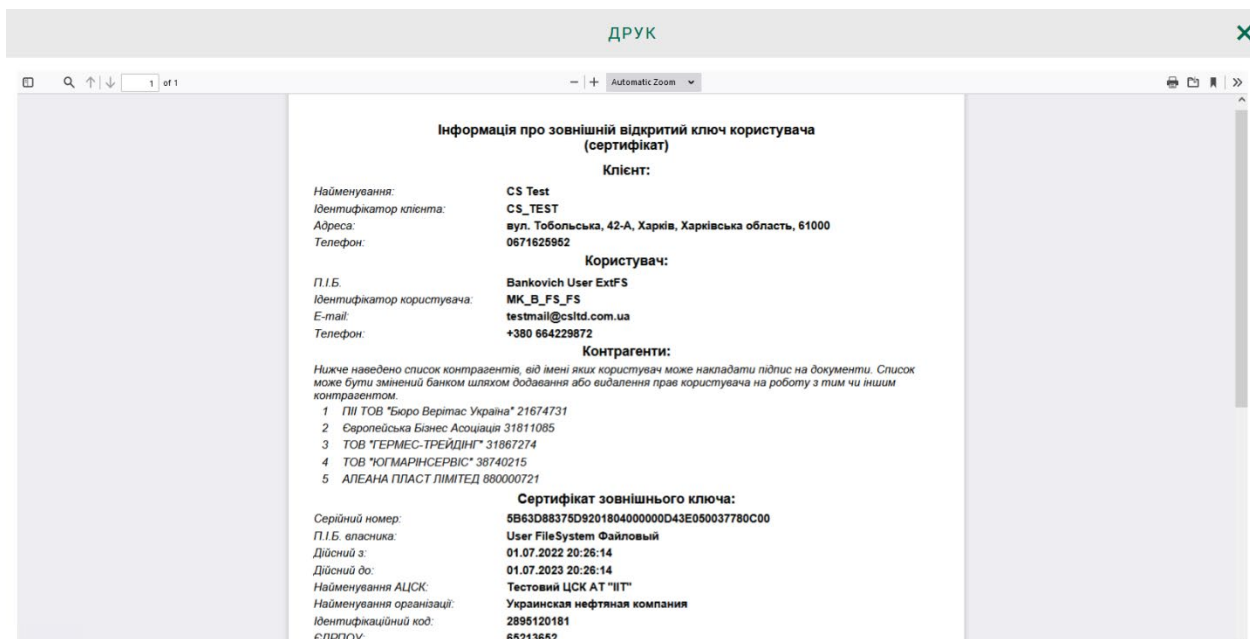 ДРУК
1 of 1
Automatic Zoom
Інформація про зовнішній відкритий ключ користувача
(сертифікат)
Клієнт:
Найменування: CS Test
Ідентифікатор клієнта: CS_TEST
Адреса: вул. Тобольська, 42-А, Харків, Харківська область, 61000
Телефон: 0671625952
Користувач:
П.І.Б. Bankovich User ExtFS
Ідентифікатор користувача: MK_B_FS_FS
E-mail: testmail@csltd.com.ua
Телефон: +380 664229872
Контрагенти:
Нижче наведено список контрагентів, від імені яких користувач може накладати підпис на документи. Список
може бути змінений банком шляхом додавання або видалення прав користувача на роботу з тим чи іншим
контрагентом.
1 ПІІ ТОВ "Бюро Верітас Україна" 21674731
2 Європейська Бізнес Асоціація 31811085
3 ТОВ "ГЕРМЕС-ТРЕЙДІНГ" 31867274
4 ТОВ "ЮГМАРІНСЕРВІС" 38740215
5 АЛЕАНА ПЛАСТ ЛІМІТЕД 880000721
Сертифікат зовнішнього ключа:
Серійний номер: 5B63D88375D9201804000000D43E050037780C00
П.І.Б. власника: User FileSystem Файловый
Дійсний з: 01.07.2022 20:26:14
Дійсний до: 01.07.2023 20:26:14
Найменування АЦСК: Тестовий ЦСК АТ "ІІТ"
Найменування організації: Украинская нефтяная компания
Ідентифікаційний код: 2895120181
ЄДРПОУ: 65213652